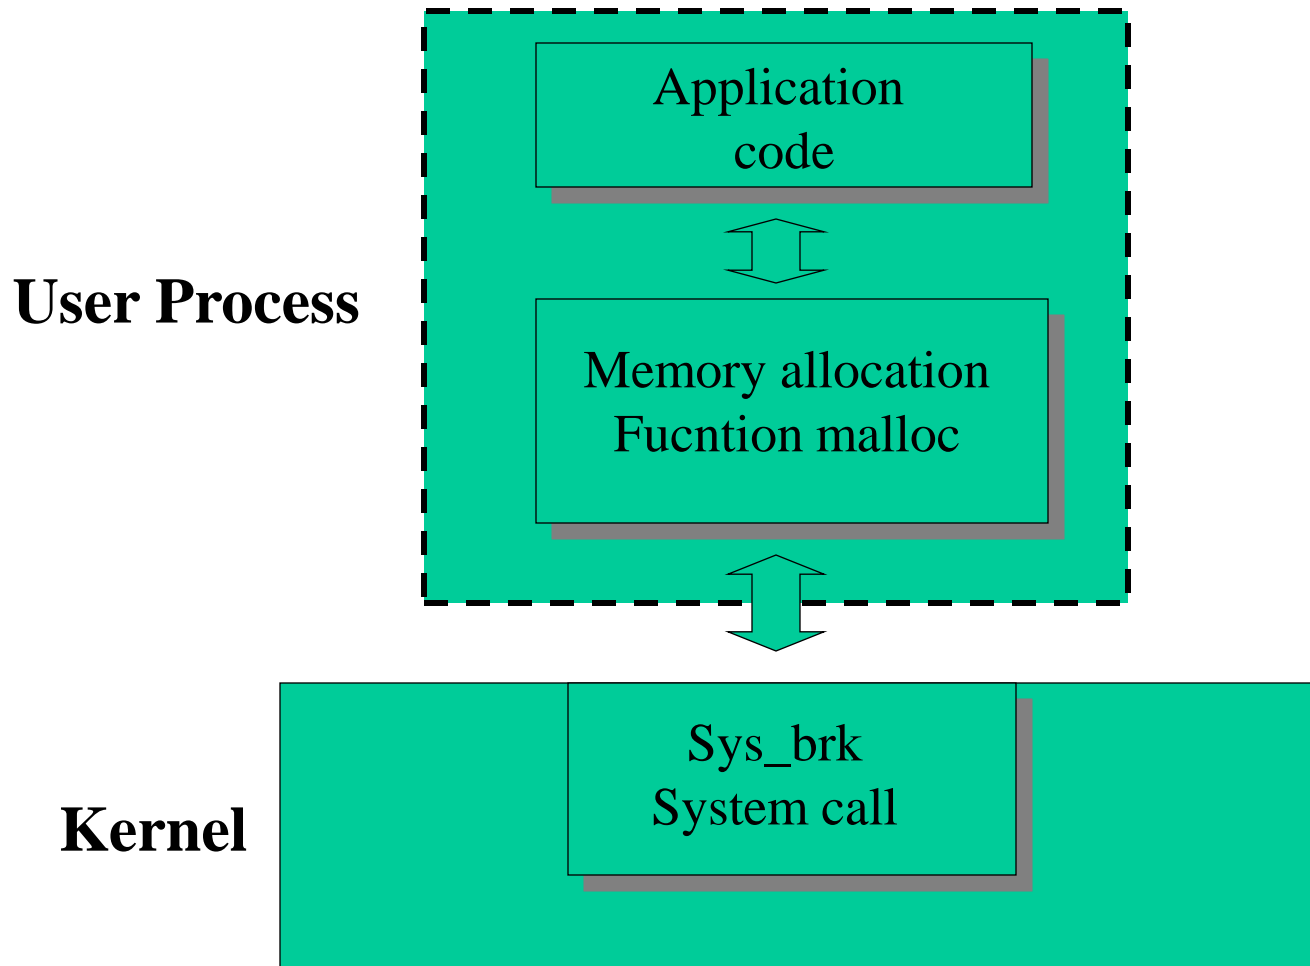 Application
code
User Process
Memory allocation
Fucntion malloc
Sys_brk
System call
Kernel